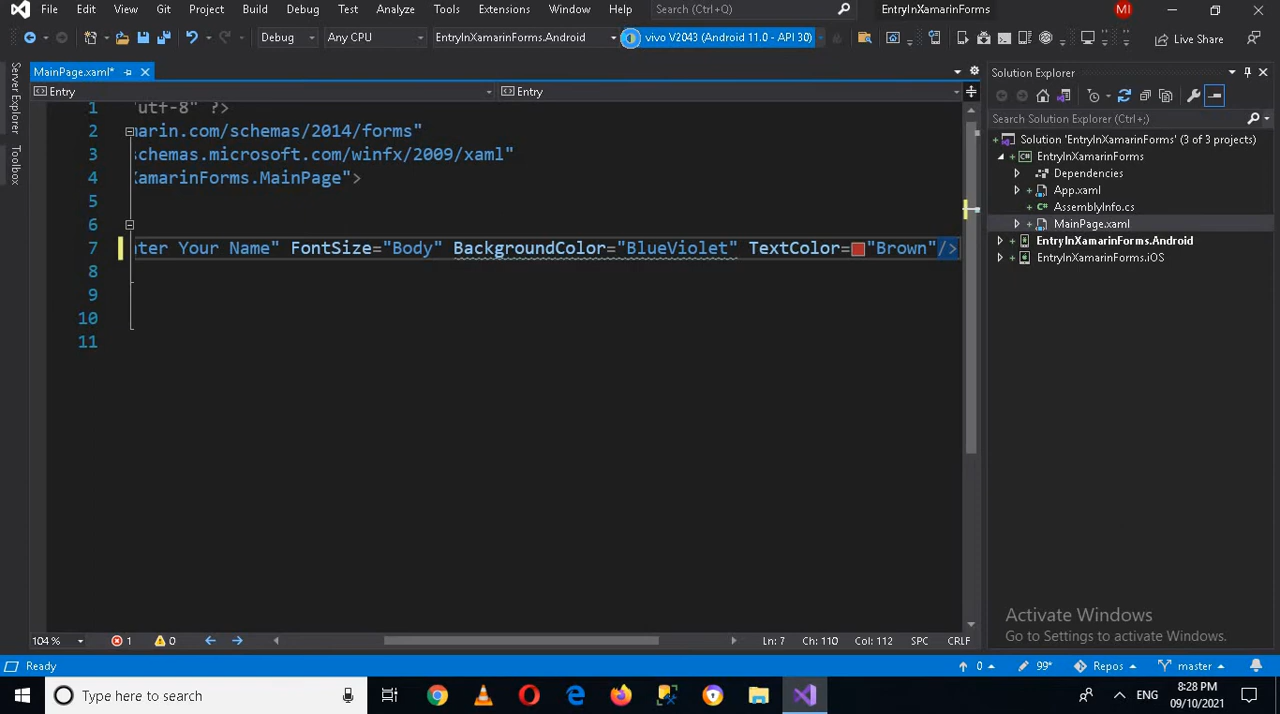 File Edit View Git Project Build Debug Test Analyze Tools Extensions Window Help Search (Ctrl+Q) EntryInXamarinForms MI
Debug Any CPU EntryInXamarinForms.Android vivo V2043 (Android 11.0 - API 30) Live Share
MainPage.xaml*
Entry Entry
Server Explorer
Toolbox
1 "utf-8" ?>
2 marin.com/schemas/2014/forms"
3 schemas.microsoft.com/winfx/2009/xaml"
4 XamarinForms.MainPage">
5
6
7 nter Your Name" FontSize="Body" BackgroundColor="BlueViolet" TextColor="Brown"/>
8
9
10
11
104 % 1 0 Ln: 7 Ch: 110 Col: 112 SPC CRLF
Solution Explorer
Search Solution Explorer (Ctrl+;)
Solution 'EntryInXamarinForms' (3 of 3 projects)
EntryInXamarinForms
Dependencies
App.xaml
AssemblyInfo.cs
MainPage.xaml
EntryInXamarinForms.Android
EntryInXamarinForms.iOS
Activate Windows
Go to Settings to activate Windows.
Ready 0 99* Repos master
Type here to search ENG 8:28 PM
09/10/2021